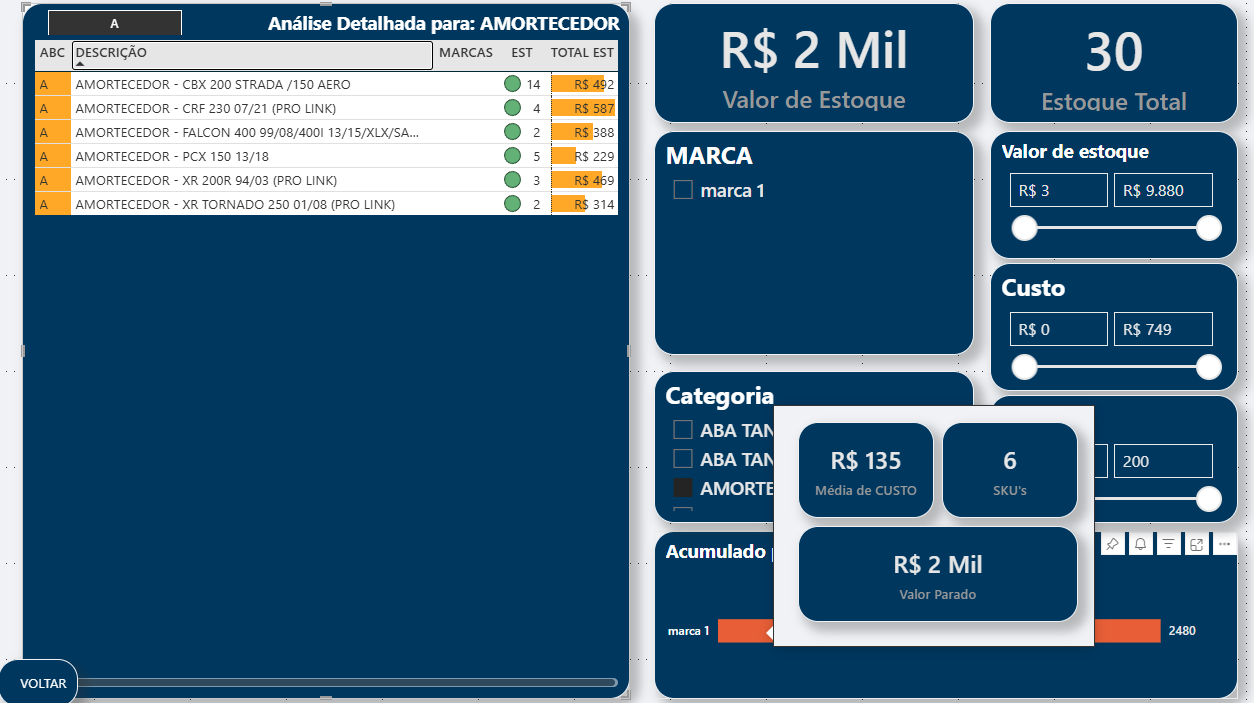 A
Análise Detalhada para: AMORTECEDOR
ABC DESCRIÇÃO MARCAS EST TOTAL EST
A AMORTECEDOR - CBX 200 STRADA /150 AERO 14 R$ 492
A AMORTECEDOR - CRF 230 07/21 (PRO LINK) 4 R$ 587
A AMORTECEDOR - FALCON 400 99/08/400I 13/15/XLX/SA... 2 R$ 388
A AMORTECEDOR - PCX 150 13/18 5 R$ 229
A AMORTECEDOR - XR 200R 94/03 (PRO LINK) 3 R$ 469
A AMORTECEDOR - XR TORNADO 250 01/08 (PRO LINK) 2 R$ 314
VOLTAR
R$ 2 Mil
Valor de Estoque
30
Estoque Total
MARCA
marca 1
Valor de estoque
R$ 3 R$ 9.880
Custo
R$ 0 R$ 749
200
Categoria
ABA TAN
ABA TAN
AMORTE
R$ 135
Média de CUSTO
6
SKU's
R$ 2 Mil
Valor Parado
Acumulado p
marca 1 2480